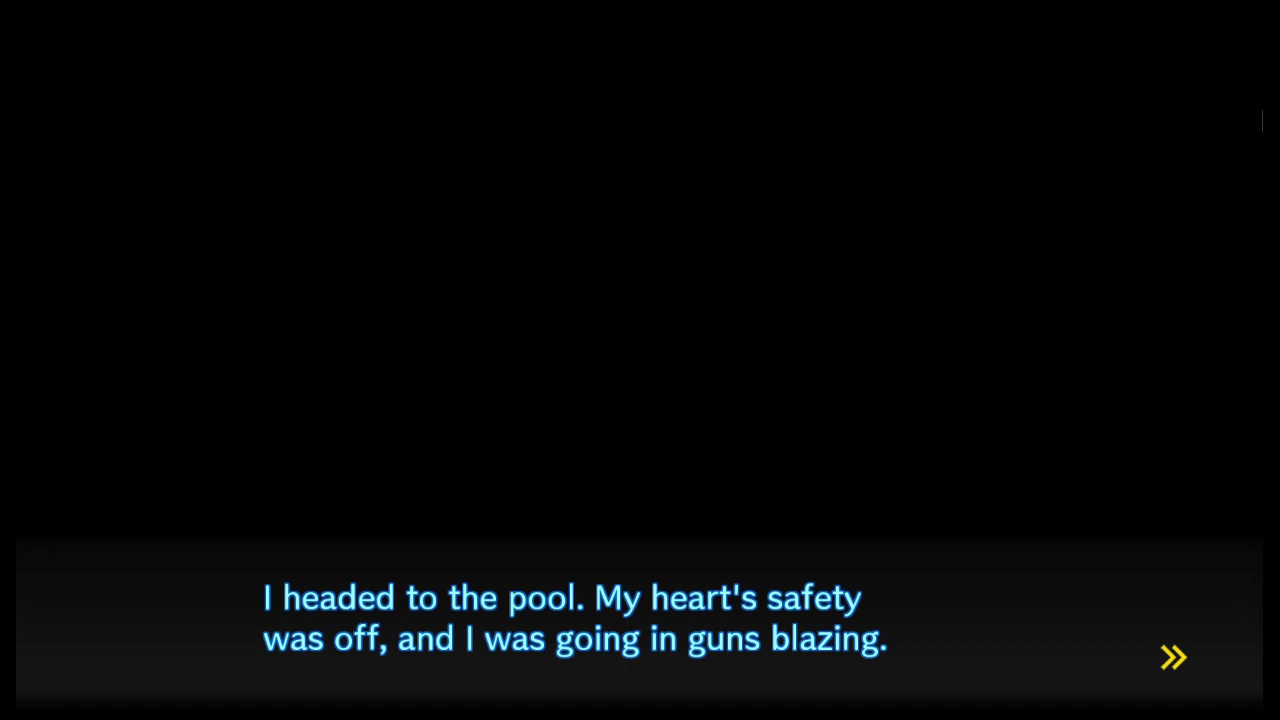 I headed to the pool. My heart's safety
was off, and I was going in guns blazing.